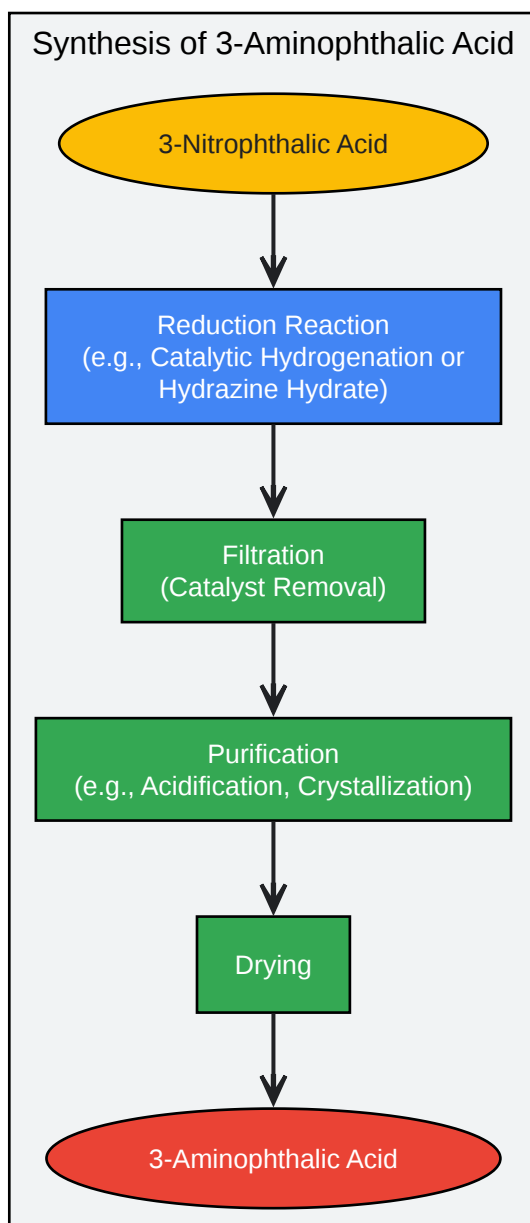 Synthesis of 3-Aminophthalic Acid
3-Nitrophthalic Acid
Reduction Reaction
(e.g., Catalytic Hydrogenation or
Hydrazine Hydrate)
Filtration
(Catalyst Removal)
Purification
(e.g., Acidification, Crystallization)
Drying
3-Aminophthalic Acid